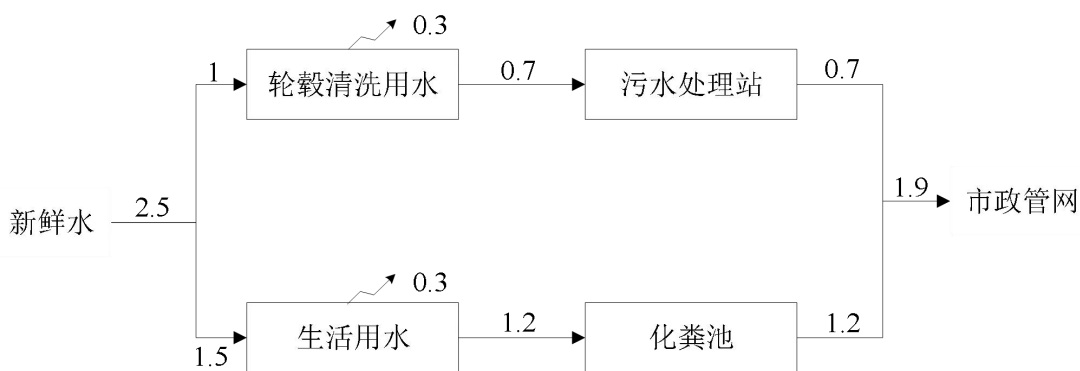 0.3
1
轮毂清洗用水
0.7
污水处理站
0.7
新鲜水
2.5
1.9
市政管网
0.3
1.5
生活用水
1.2
化粪池
1.2